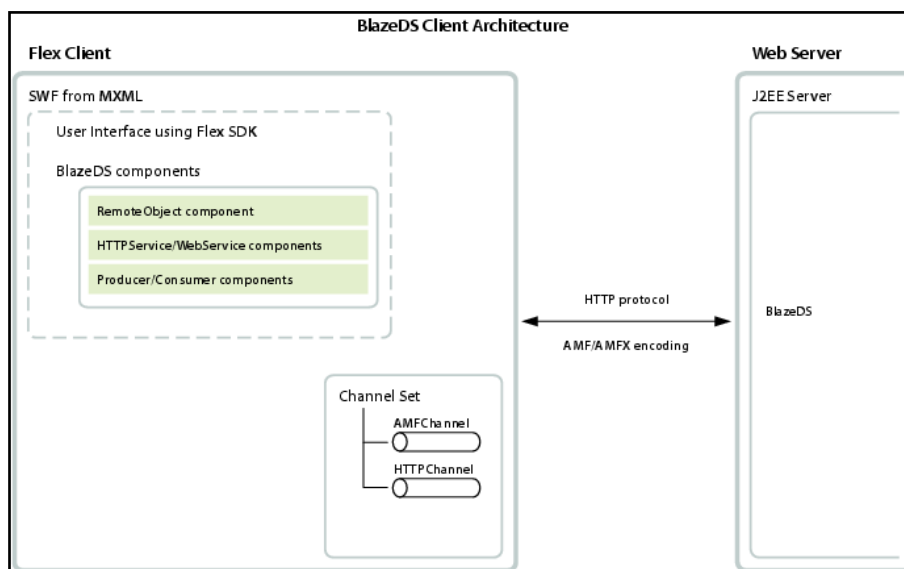 BlazeDS Client Architecture
Flex Client
Web Server
SWF from MXML
J2EE Server
User Interface using Flex SDK
BlazeDS components
RemoteObject component
HTTPService/WebService components
Producer/Consumer components
HTTP protocol
BlazeDS
AMF/AMFX encoding
Channel Set
AMFChannel
HTTPChannel